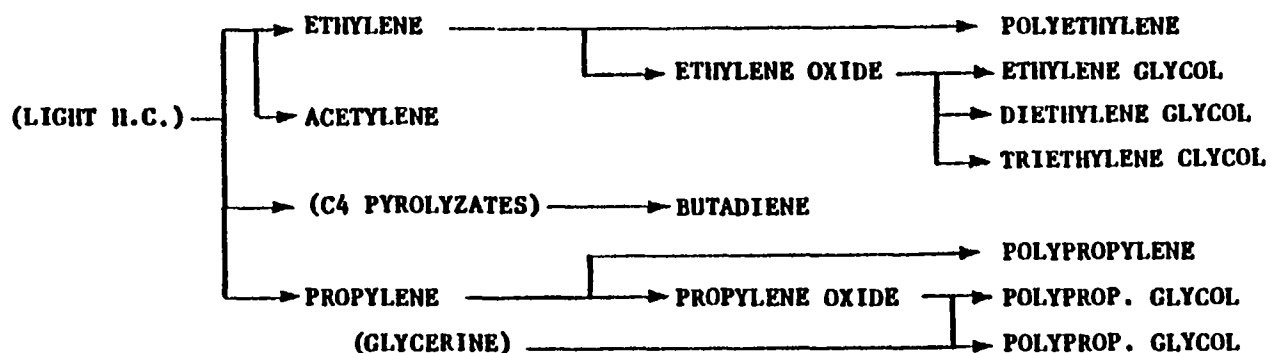 ETHYLENE POLYETHYLENE
ETHYLENE OXIDE ETHYLENE GLYCOL
(LIGHT H.C.) ACETYLENE DIETHYLENE GLYCOL
TRIETHYLENE GLYCOL
(C4 PYROLYZATES) BUTADIENE
POLYPROPYLENE
PROPYLENE PROPYLENE OXIDE POLYPROP. GLYCOL
(GLYCERINE) POLYPROP. GLYCOL